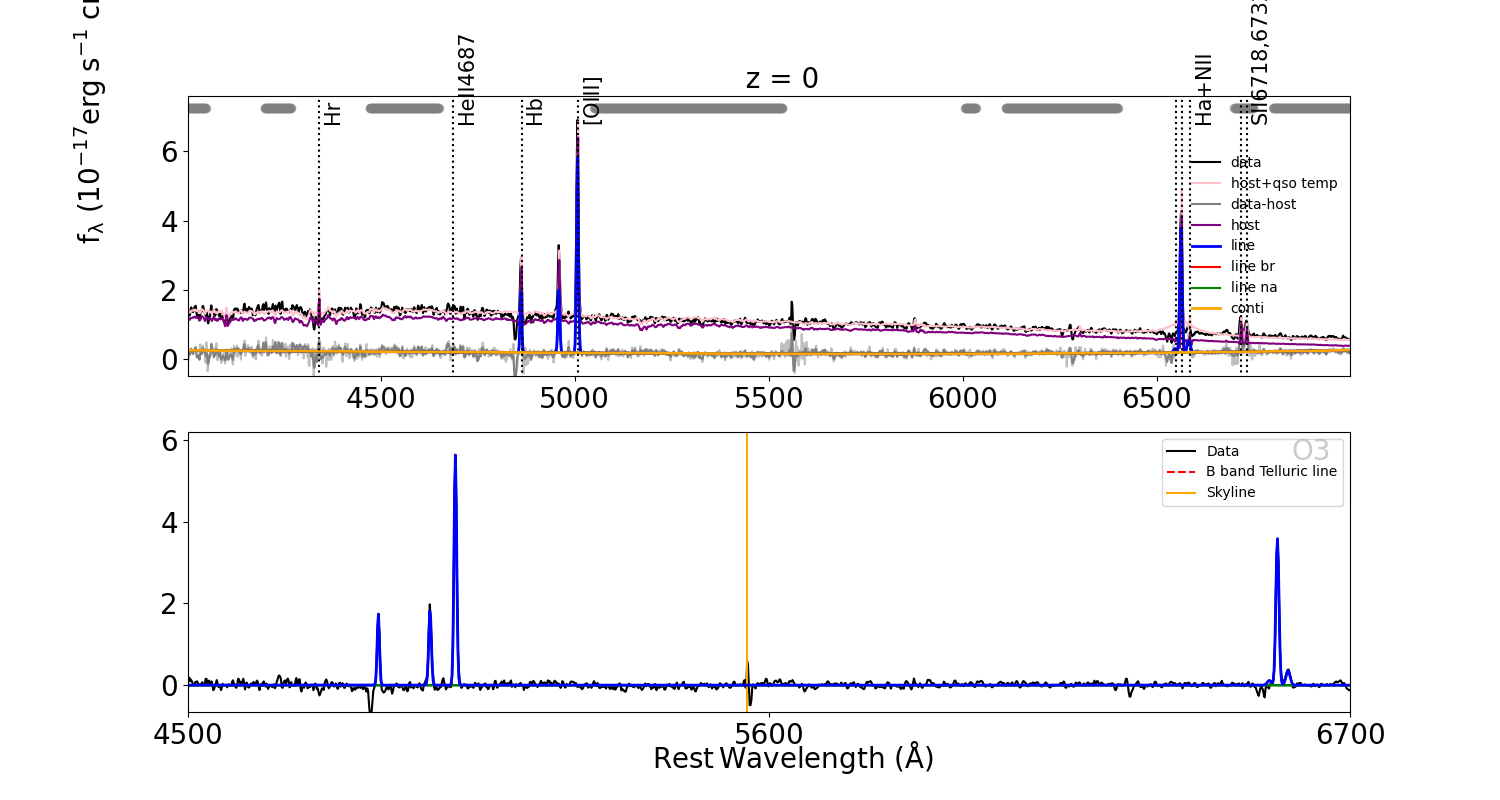 z = 0
f_λ (10^−17 erg s^−1
Hr
HeII4687
Hb
[OIII]
Ha+NII
SII6718,673
data
host+qso temp
data-host
host
line
line br
line na
conti
6
4
2
0
4500 5000 5500 6000 6500
O3
Data
B band Telluric line
Skyline
6
4
2
0
4500 5600 6700
Rest Wavelength (Å)